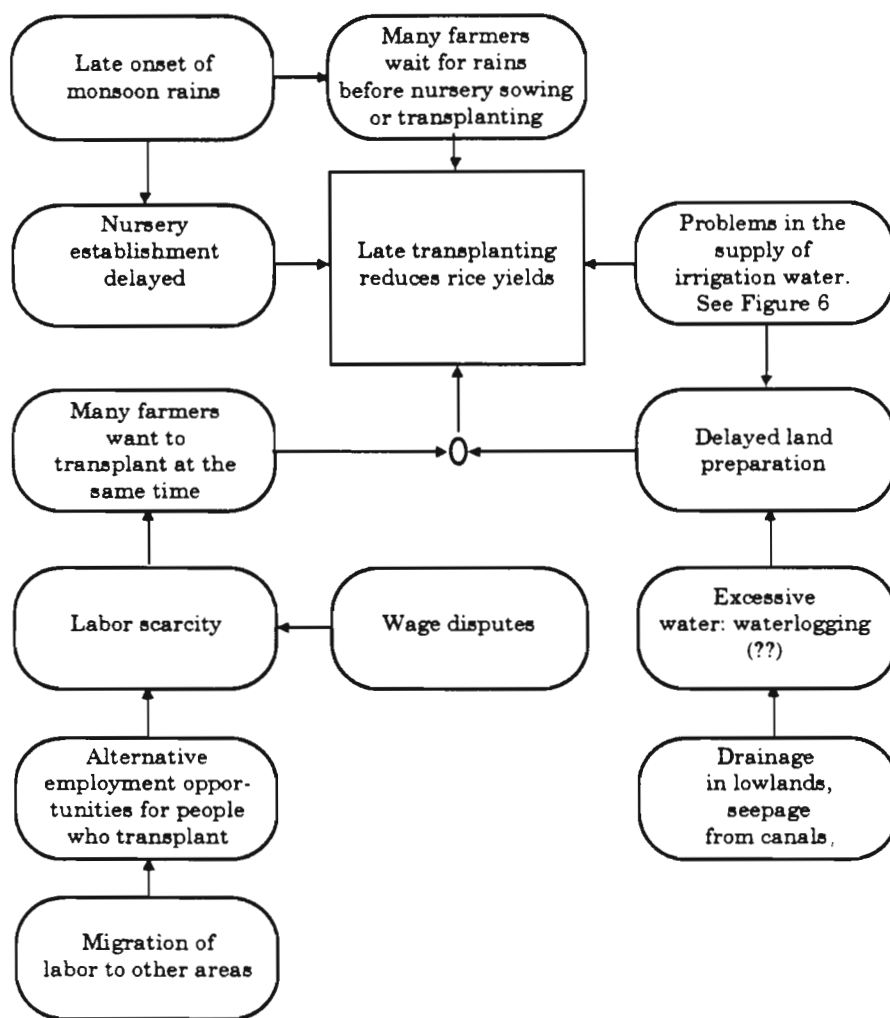 Late onset of
monsoon rains
Many farmers
wait for rains
before nursery sowing
or transplanting
Nursery
establishment
delayed
Late transplanting
reduces rice yields
Problems in the
supply of
irrigation water.
See Figure 6
Many farmers
want to
transplant at the
same time
Delayed land
preparation
Labor scarcity
Wage disputes
Excessive
water: waterlogging
(??)
Alternative
employment oppor-
tunities for people
who transplant
Drainage
in lowlands,
seepage
from canals,
Migration of
labor to other areas